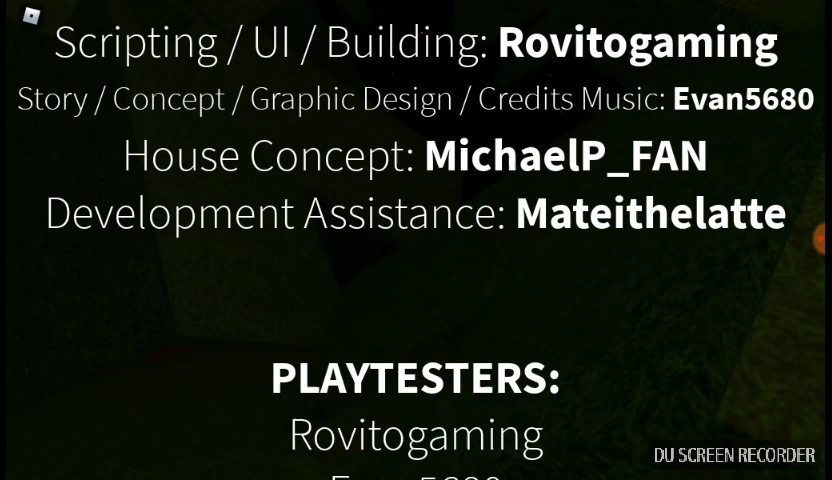 Scripting / UI / Building: Rovitogaming
Story / Concept / Graphic Design / Credits Music: Evan5680
House Concept: MichaelP_FAN
Development Assistance: Mateithelatte
PLAYTESTERS:
Rovitogaming
DU SCREEN RECORDER